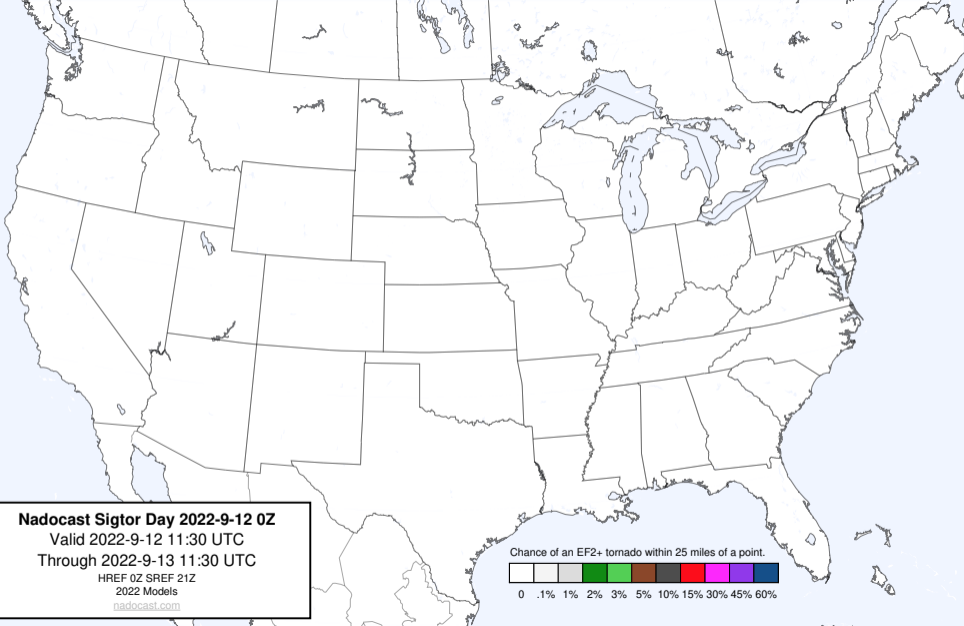 Nadocast Sigtor Day 2022-9-12 0Z
Valid 2022-9-12 11:30 UTC
Through 2022-9-13 11:30 UTC
HREF 0Z SREF 21Z
2022 Models
nadocast.com
Chance of an EF2+ tornado within 25 miles of a point.
0 .1% 1% 2% 3% 5% 10% 15% 30% 45% 60%